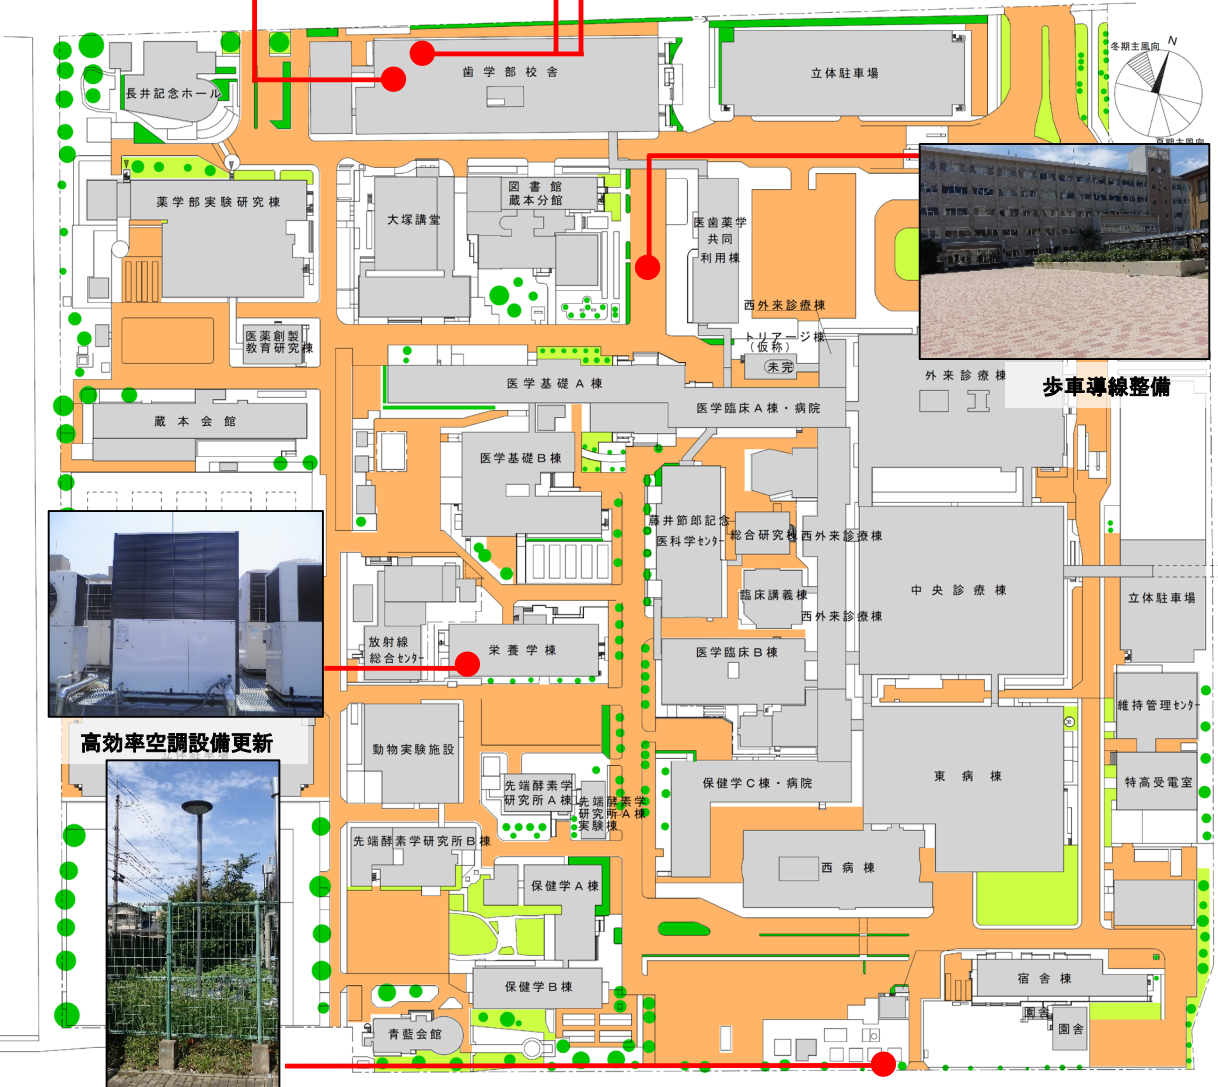 冬期主風向
N
長井記念ホール
歯学部校舎
立体駐車場
夏期主風向
薬学部実験研究棟
大塚講堂
図書館
蔵本分館
医歯薬学
共同
利用棟
西外来診療棟
トリアージ棟
（仮称）
未完
医薬創製
教育研究棟
医学基礎A棟
外来診療棟
歩車導線整備
蔵本会館
医学臨床A棟・病院
医学基礎B棟
藤井節郎記念
医科学センター
総合研究棟
西外来診療棟
中央診療棟
臨床講義棟
西外来診療棟
立体駐車場
放射線
総合センター
栄養学棟
医学臨床B棟
維持管理センター
高効率空調設備更新
立体駐車場
動物実験施設
先端酵素学
研究所A棟
先端酵素学
研究所A棟
実験棟
保健学C棟・病院
東病棟
特高受電室
先端酵素学研究所B棟
西病棟
保健学A棟
保健学B棟
宿舎棟
園舎
園舎
青藍会館